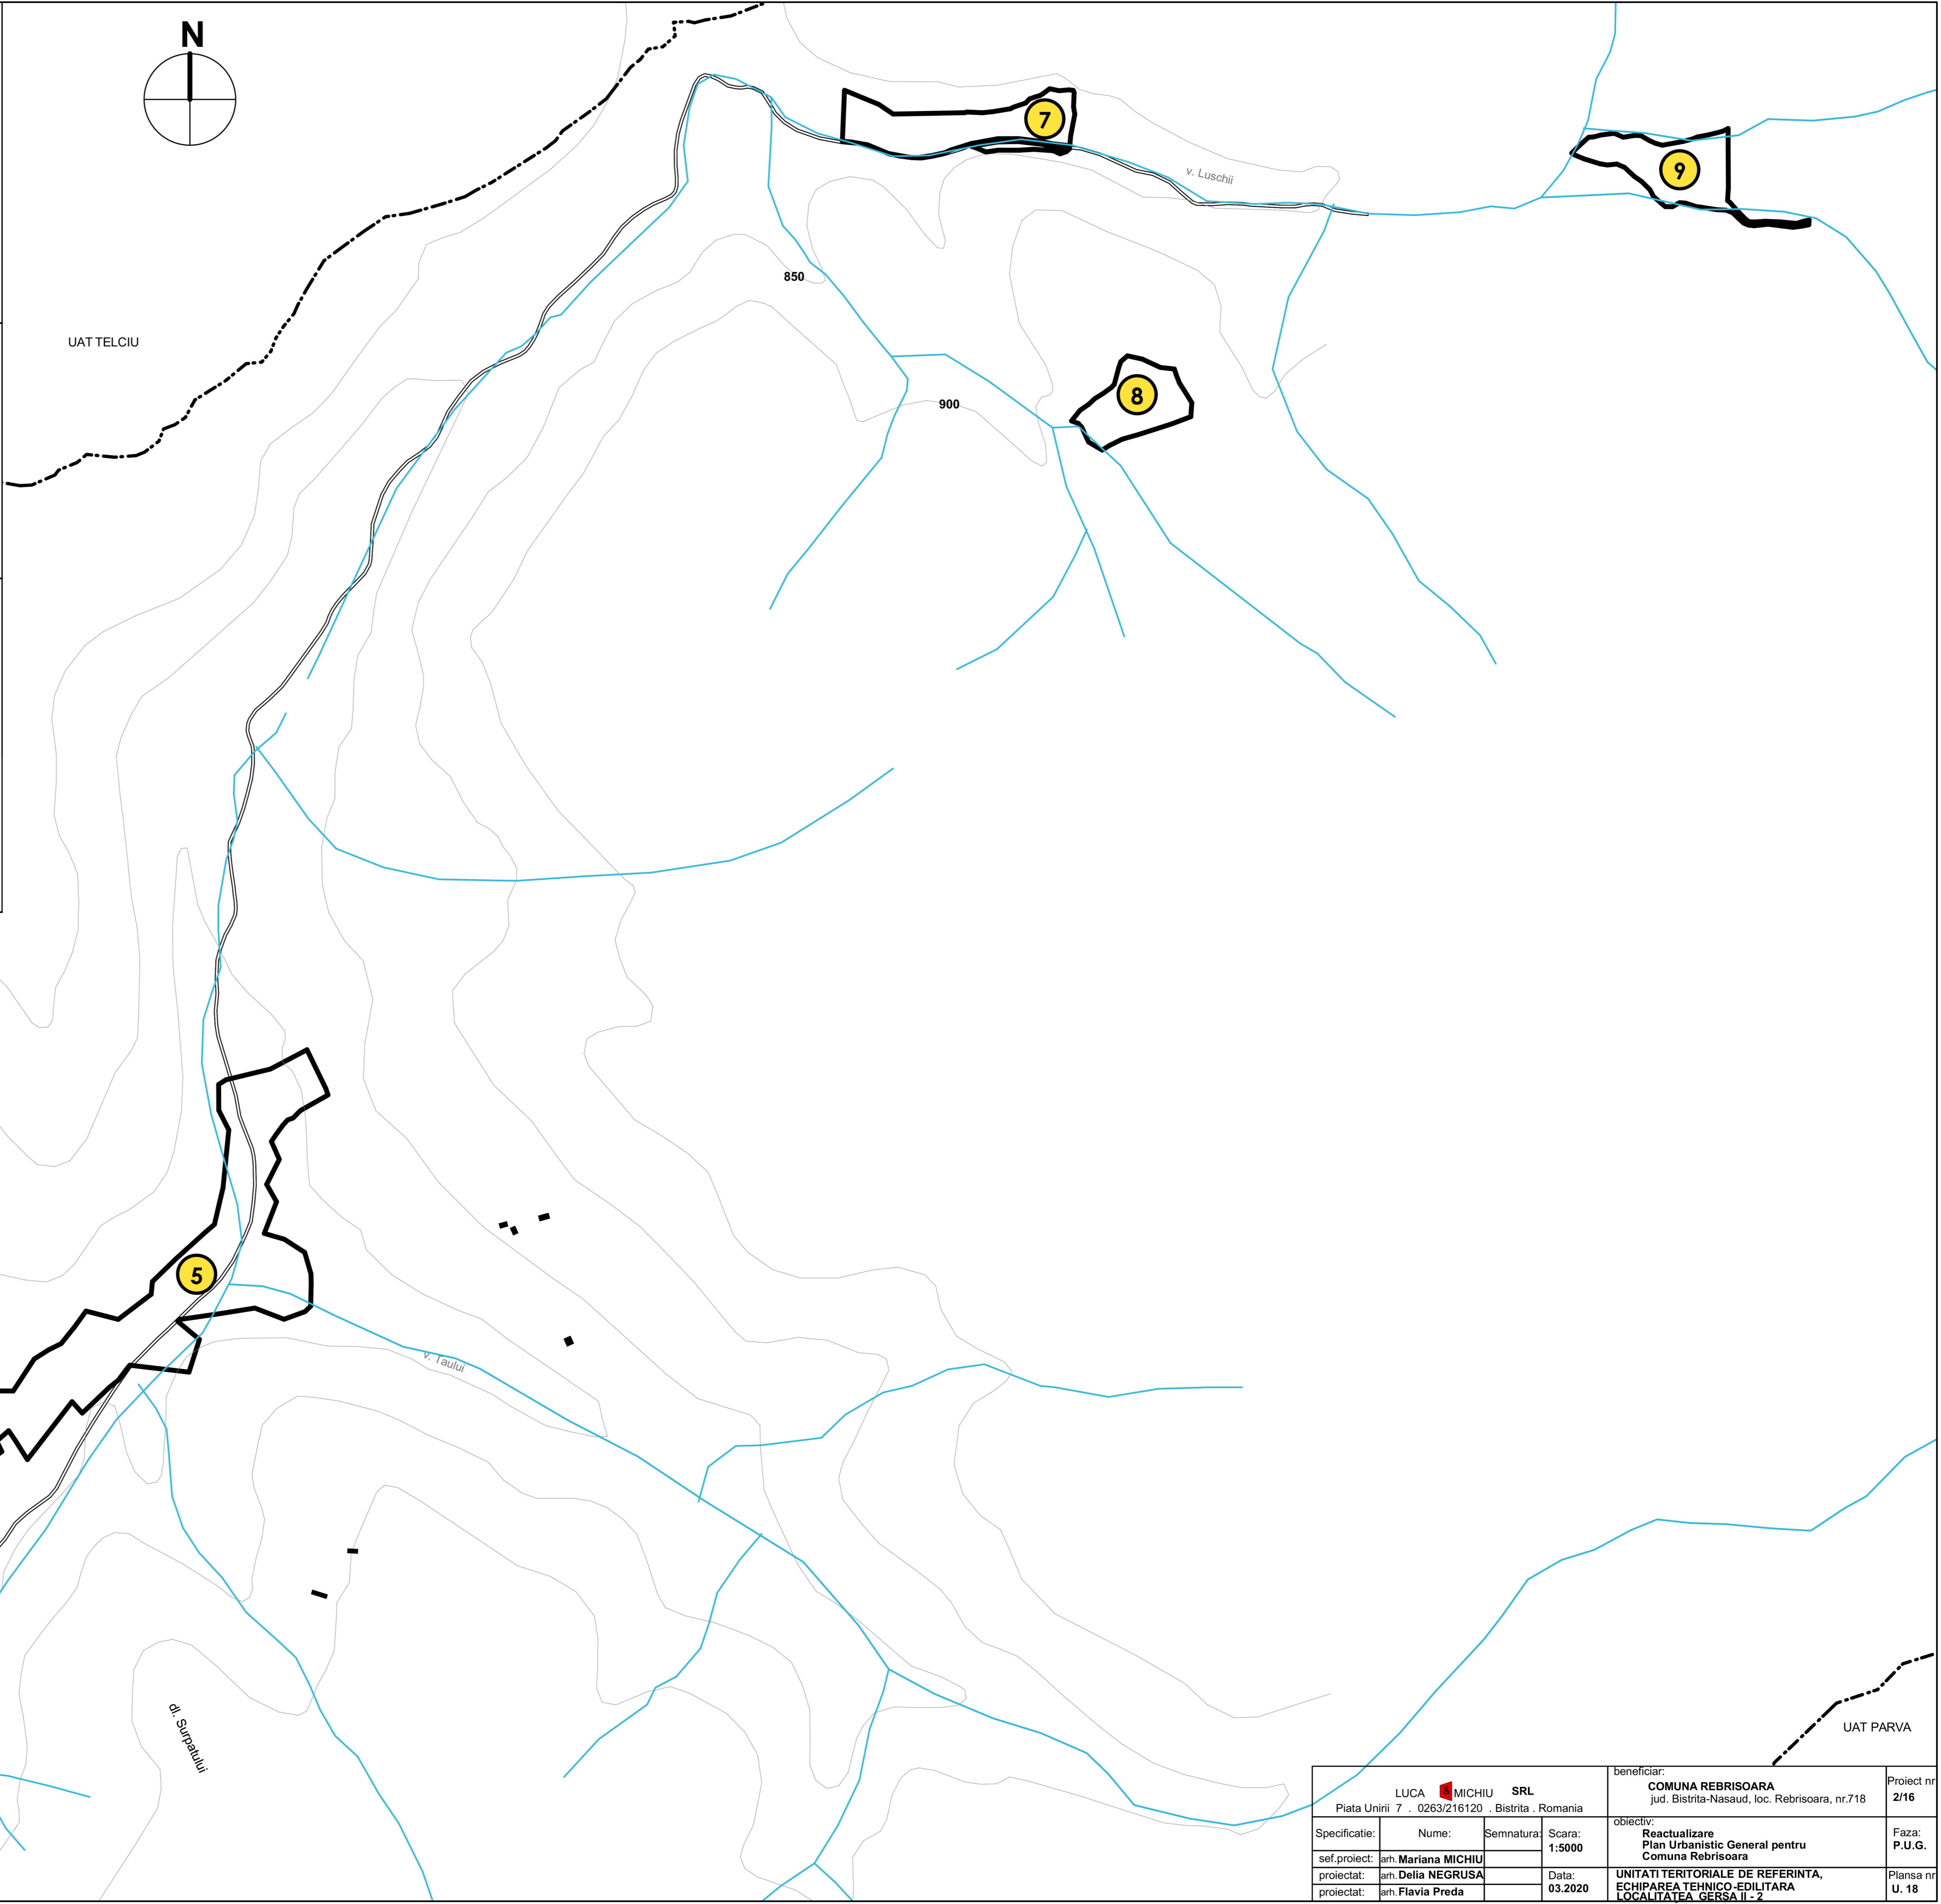 N
7
9
v. Luschii
850
UAT TELCIU
8
900
5
v. Taului
dl. Surpatului
UAT PARVA
LUCA & MICHIU SRL
Piata Unirii 7 . 0263/216120 . Bistrita . Romania
beneficiar:
COMUNA REBRISOARA
jud. Bistrita-Nasaud, loc. Rebrisoara, nr.718
Proiect nr
2/16
Specificatie:
Nume:
Semnatura:
Scara:
1:5000
obiectiv:
Reactualizare
Plan Urbanistic General pentru
Comuna Rebrisoara
Faza:
P.U.G.
sef.proiect:
arh. Mariana MICHIU
proiectat:
arh. Delia NEGRUSA
proiectat:
arh. Flavia Preda
Data:
03.2020
UNITATI TERITORIALE DE REFERINTA,
ECHIPAREA TEHNICO-EDILITARA
LOCALITAȚEA GERSA II - 2
Plansa nr
U. 18